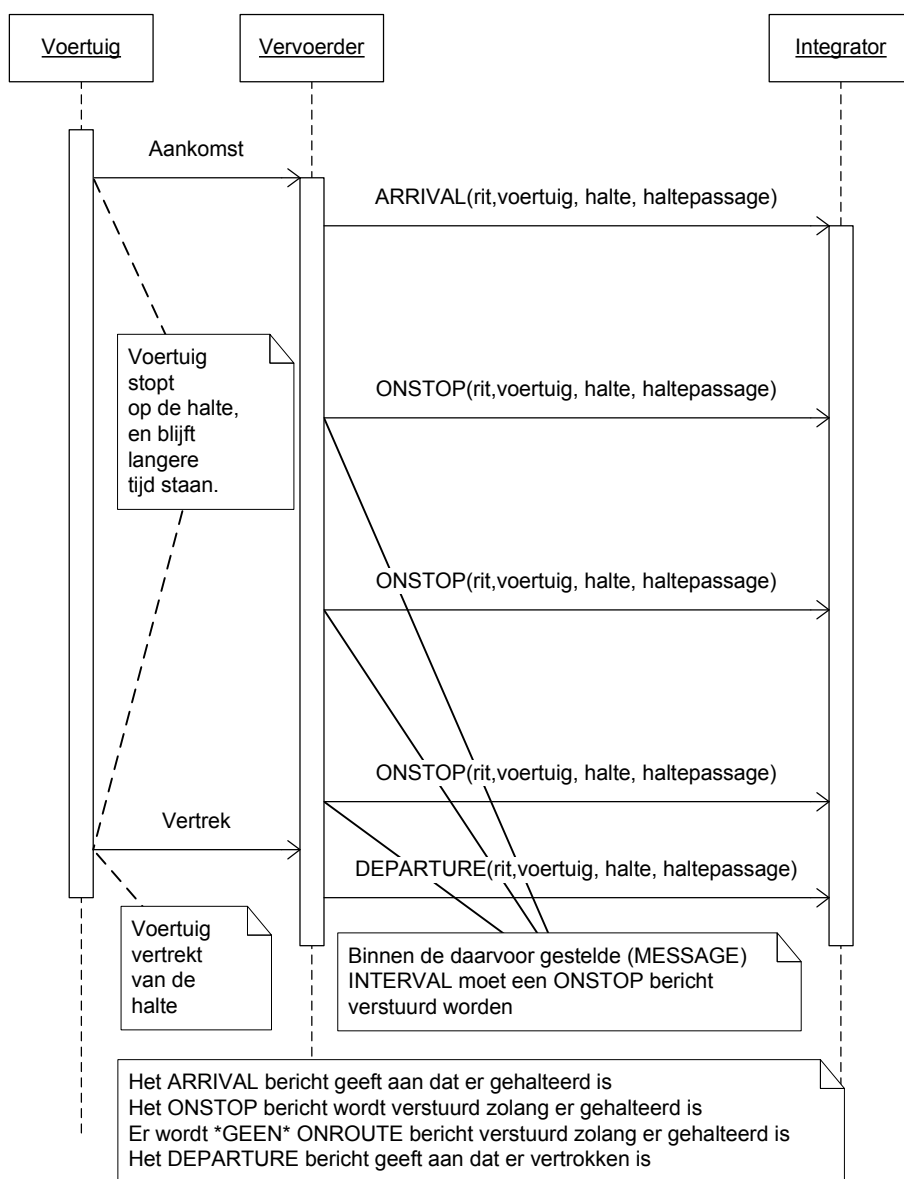 Voertuig
Vervoerder
Integrator
Aankomst
ARRIVAL(rit,voertuig, halte, haltepassage)
Voertuig
stopt
op de halte,
en blijft
langere
tijd staan.
ONSTOP(rit,voertuig, halte, haltepassage)
ONSTOP(rit,voertuig, halte, haltepassage)
ONSTOP(rit,voertuig, halte, haltepassage)
Vertrek
DEPARTURE(rit,voertuig, halte, haltepassage)
Voertuig
vertrekt
van de
halte
Binnen de daarvoor gestelde (MESSAGE)
INTERVAL moet een ONSTOP bericht
verstuurd worden
Het ARRIVAL bericht geeft aan dat er gehalteerd is
Het ONSTOP bericht wordt verstuurd zolang er gehalteerd is
Er wordt *GEEN* ONROUTE bericht verstuurd zolang er gehalteerd is
Het DEPARTURE bericht geeft aan dat er vertrokken is